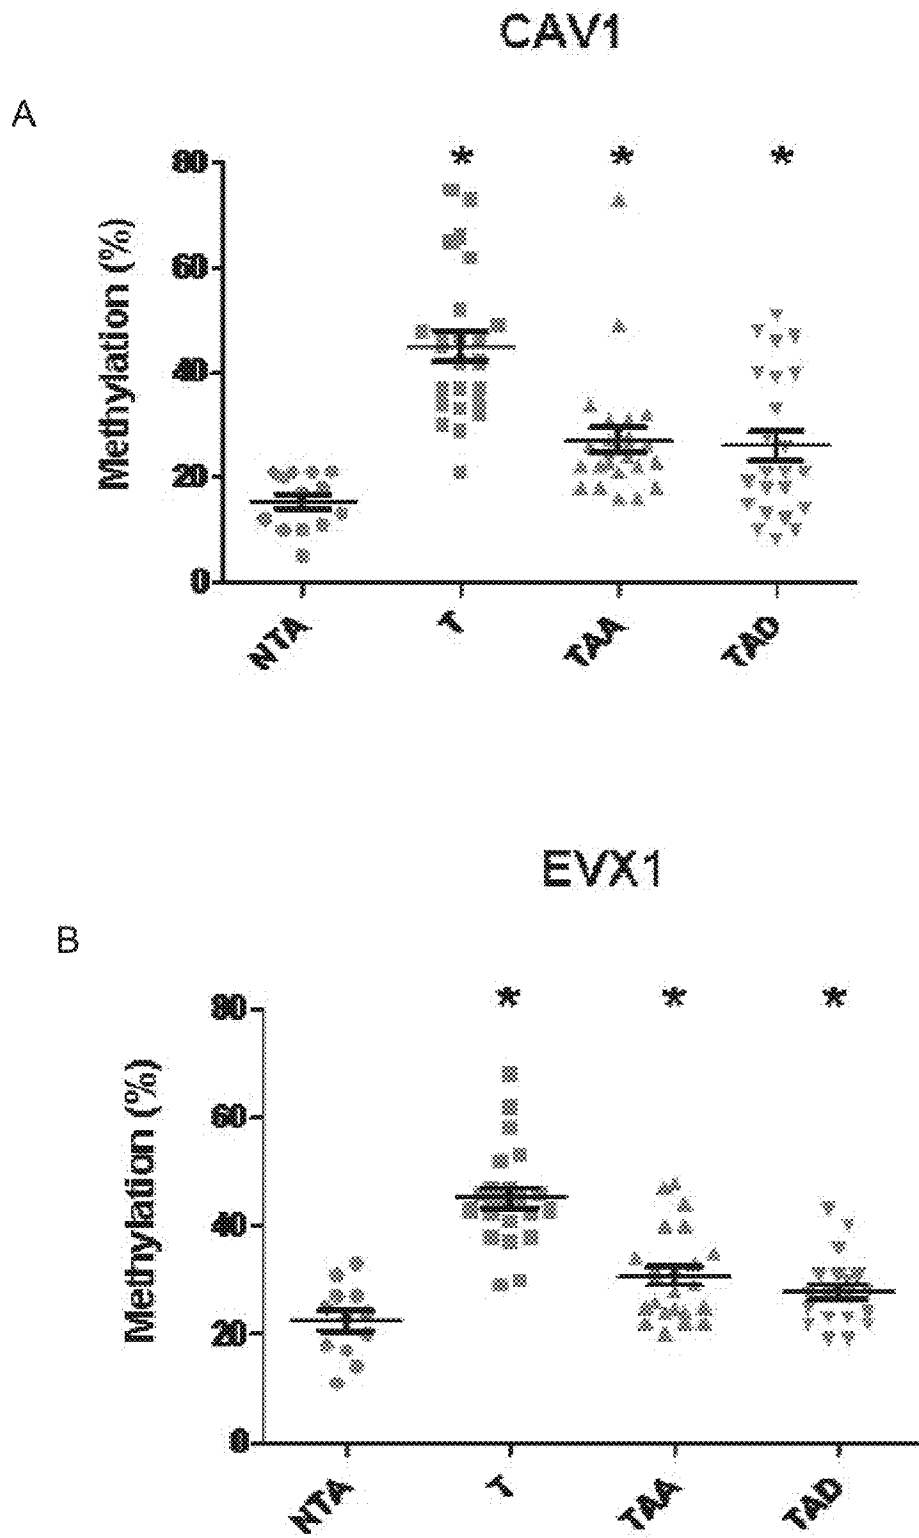 CAV1
A
* * *
80
60
40
20
0
Methylation (%)
NTA T TAA TAD
EVX1
B
* * *
80
60
40
20
0
Methylation (%)
NTA T TAA TAD